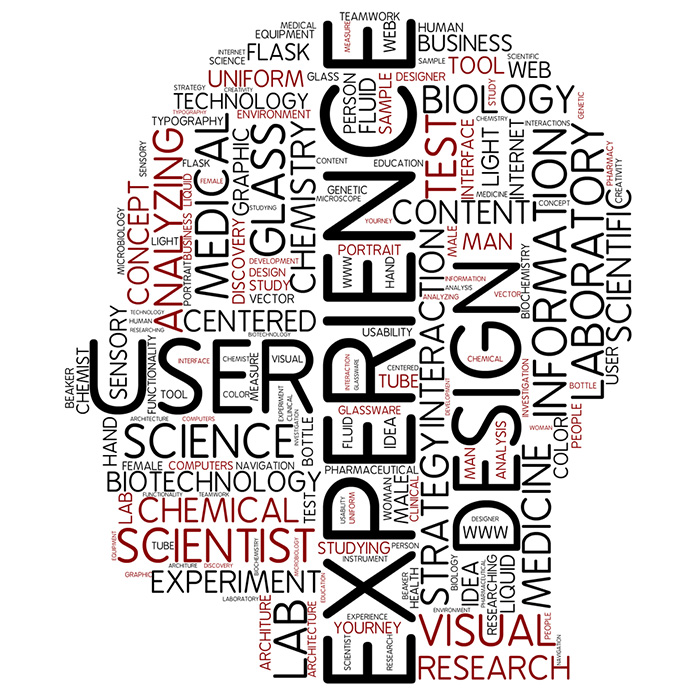 TEAMWORK
HUMAN
MEDICAL
EQUIPMENT
MEASURE
WEB
BUSINESS
INTERNET
SCIENCE
FLASK
SAMPLE
SCIENTIFIC
TOOL
WEB
UNIFORM
GLASS
PERSON
FLUID
SAMPLE
DESIGNER
STUDY
STRATEGY
CREATIVITY
TECHNOLOGY
BIOLOGY
GENETIC
TYPOGRAPHY
ENVIRONMENT
TYPOGRAPHY
CHEMISTRY
INTERACTIONS
EXPERIENCE
TEST
INTERFACE
LIGHT
INTERNET
SENSORY
ANALYZING
FLASK
MEDICAL
GRAPHIC
GLASS
CHEMISTRY
CONTENT
EDUCATION
PHARMACY
CREATIVITY
LIQUID
FEMALE
GENETIC
MICROSCOPE
MEDICINE
INFORMATION
LABORATORY
CONCEPT
STUDYING
CONTENT
CONCEPT
SCIENTIFIC
MICROBIOLOGY
BUSINESS
YOURNEY
LIGHT
DISCOVERY
PORTRAIT
MALE
MAN
PORTRAIT
DEVELOPMENT
WWW
HAND
INTERACTION
BIOCHEMISTRY
DESIGN
STUDY
INFORMATION
ANALYSIS
VECTOR
ANALYZING
VECTOR
DESIGN
TECHNOLOGY
HUMAN
RESEARCHING
CENTERED
BIOTECHNOLOGY
USABILITY
SENSORY
FUNCTIONALITY
USER
INTERFACE
CHEMIST
MEASURE
VISUAL
INTERACTION
GLASSWARE
CENTERED
TUBE
CHEMICAL
USER
BEAKER
CHEMIST
TOOL
COLOR
EXPERIMENT
CLINICAL
INVESTIGATION
DEVELOPMENT
INVESTIGATION
BOTTLE
ARCHITECTURE
COMPUTERS
GLASSWARE
PEOPLE
HAND
SCIENCE
BOTTLE
FLUID
IDEA
STRATEGY
MAN
ANALYSIS
WOMAN
COLOR
FEMALE
COMPUTERS
NAVIGATION
PHARMACEUTICAL
BIOTECHNOLOGY
WOMAN
MALE
CLINICAL
MEDICINE
FUNCTIONALITY
TEAMWORK
LAB
CHEMICAL
TEST
USABILITY
UNIFORM
DESIGNER
WWW
EQUIPMENT
SCIENTIST
TUBE
BIOCHEMISTRY
MICROBIOLOGY
STUDYING
PERSON
INSTRUMENT
ARCHITURE
DISCOVERY
GRAPHIC
EXPERIMENT
EDUCATION
BEAKER
HEALTH
BIOLOGY
IDEA
PHARMACEUTICAL
RESEARCHING
LIQUID
LABORATORY
ARCHITURE
LAB
ARCHITECTURE
EXPERIENCE
YOURNEY
ENVIRONMENT
VISUAL
PEOPLE
SCIENTIST
RESEARCH
RESEARCH
NAVIGATION